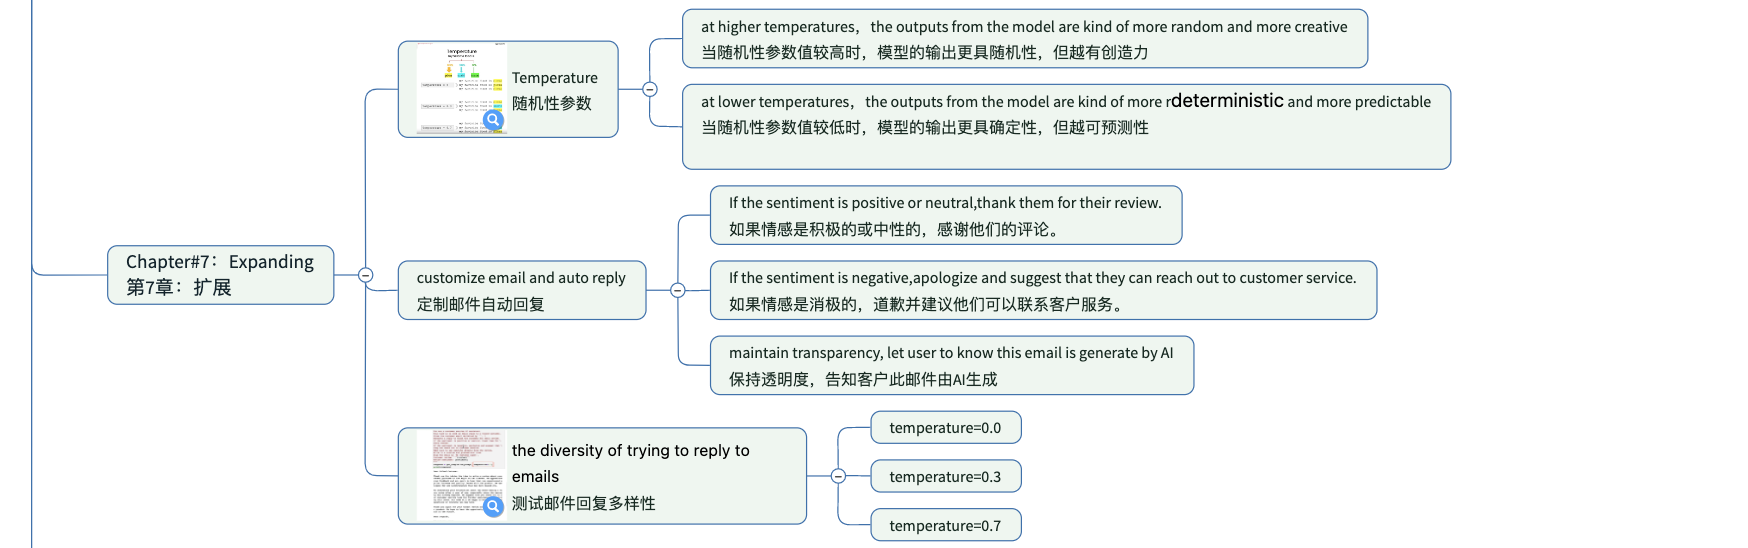 Chapter#7：Expanding
第7章：扩展
Temperature
随机性参数
at higher temperatures，the outputs from the model are kind of more random and more creative
当随机性参数值较高时，模型的输出更具随机性，但越有创造力
at lower temperatures，the outputs from the model are kind of more rdeterministic and more predictable
当随机性参数值较低时，模型的输出更具确定性，但越可预测性
customize email and auto reply
定制邮件自动回复
If the sentiment is positive or neutral,thank them for their review.
如果情感是积极的或中性的，感谢他们的评论。
If the sentiment is negative,apologize and suggest that they can reach out to customer service.
如果情感是消极的，道歉并建议他们可以联系客户服务。
maintain transparency, let user to know this email is generate by AI
保持透明度，告知客户此邮件由AI生成
the diversity of trying to reply to
emails
测试邮件回复多样性
temperature=0.0
temperature=0.3
temperature=0.7